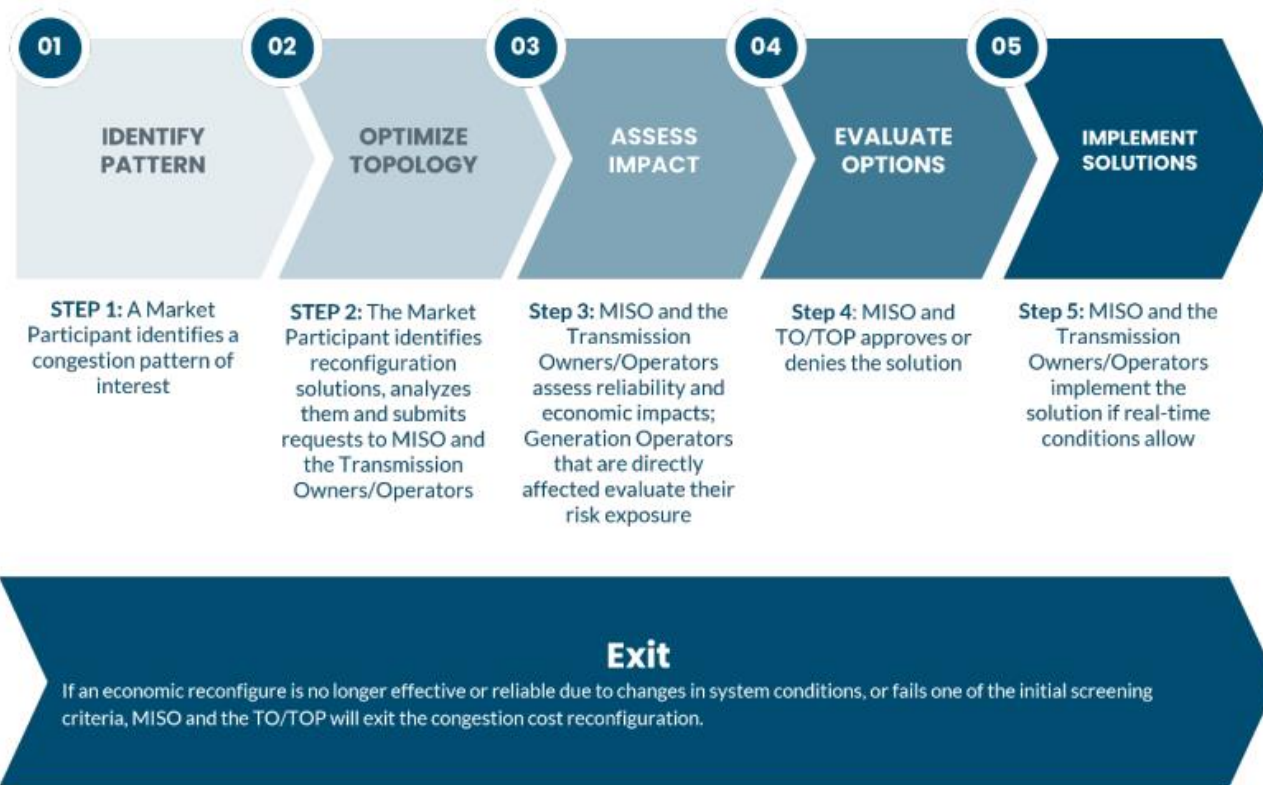 01
IDENTIFY
PATTERN
02
OPTIMIZE
TOPOLOGY
03
ASSESS
IMPACT
04
EVALUATE
OPTIONS
05
IMPLEMENT
SOLUTIONS
STEP 1: A Market
Participant identifies a
congestion pattern of
interest
STEP 2: The Market
Participant identifies
reconfiguration
solutions, analyzes
them and submits
requests to MISO and
the Transmission
Owners/Operators
Step 3: MISO and the
Transmission
Owners/Operators
assess reliability and
economic impacts;
Generation Operators
that are directly
affected evaluate their
risk exposure
Step 4: MISO and
TO/TOP approves or
denies the solution
Step 5: MISO and the
Transmission
Owners/Operators
implement the
solution if real-time
conditions allow
Exit
If an economic reconfigure is no longer effective or reliable due to changes in system conditions, or fails one of the initial screening
criteria, MISO and the TO/TOP will exit the congestion cost reconfiguration.